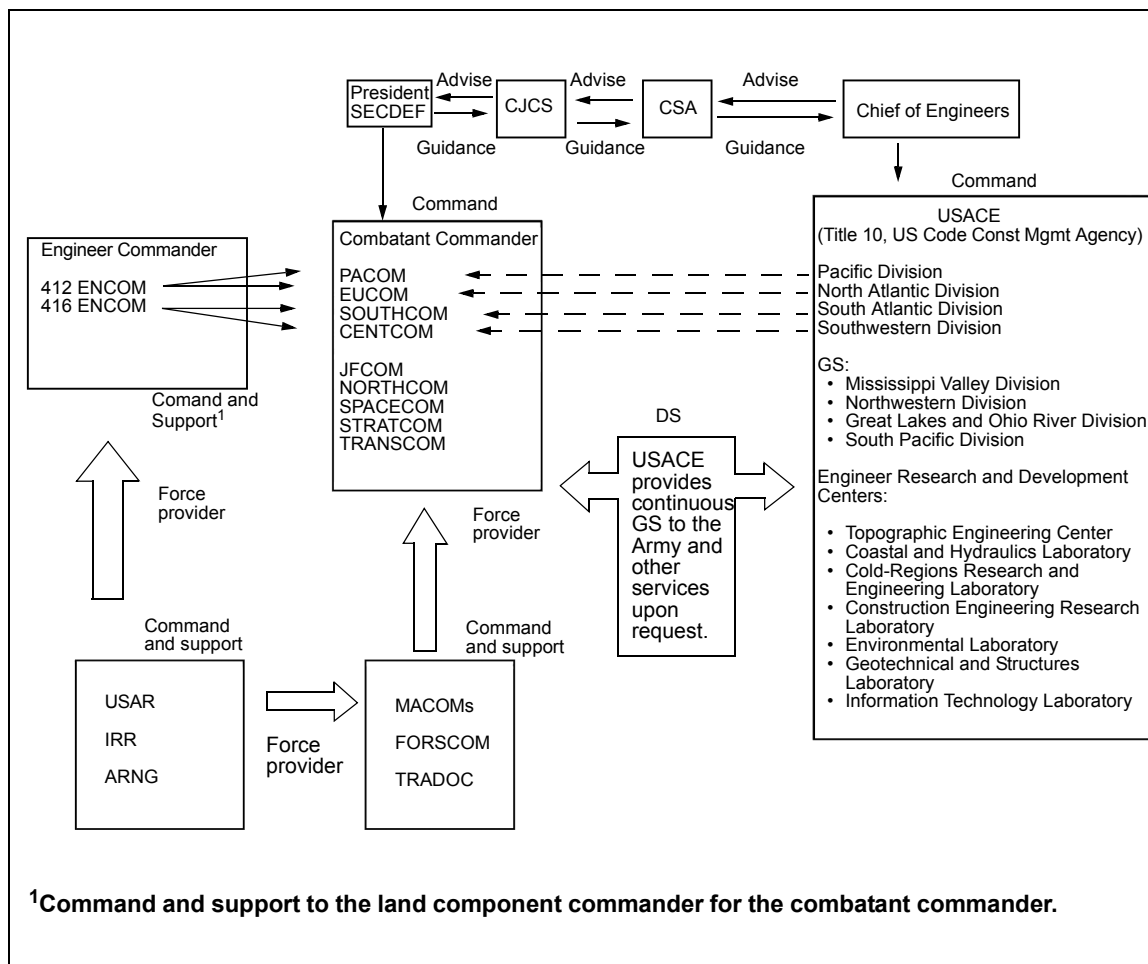 Advise
Advise
Advise
President
SECDEF
CJCS
CSA
Chief of Engineers
Guidance
Guidance
Guidance
Command
Command
Engineer Commander
412 ENCOM
416 ENCOM
Comand and
Support1
Combatant Commander
PACOM
EUCOM
SOUTHCOM
CENTCOM
JFCOM
NORTHCOM
SPACECOM
STRATCOM
TRANSCOM
USACE
(Title 10, US Code Const Mgmt Agency)
Pacific Division
North Atlantic Division
South Atlantic Division
Southwestern Division
GS:
• Mississippi Valley Division
• Northwestern Division
• Great Lakes and Ohio River Division
• South Pacific Division
Engineer Research and Development
Centers:
• Topographic Engineering Center
• Coastal and Hydraulics Laboratory
• Cold-Regions Research and
Engineering Laboratory
• Construction Engineering Research
Laboratory
• Environmental Laboratory
• Geotechnical and Structures
Laboratory
• Information Technology Laboratory
DS
USACE
provides
continuous
GS to the
Army and
other
services
upon
request.
Force
provider
Force
provider
Command
and support
USAR
IRR
ARNG
Force
provider
Command
and support
MACOMs
FORSCOM
TRADOC
1Command and support to the land component commander for the combatant commander.